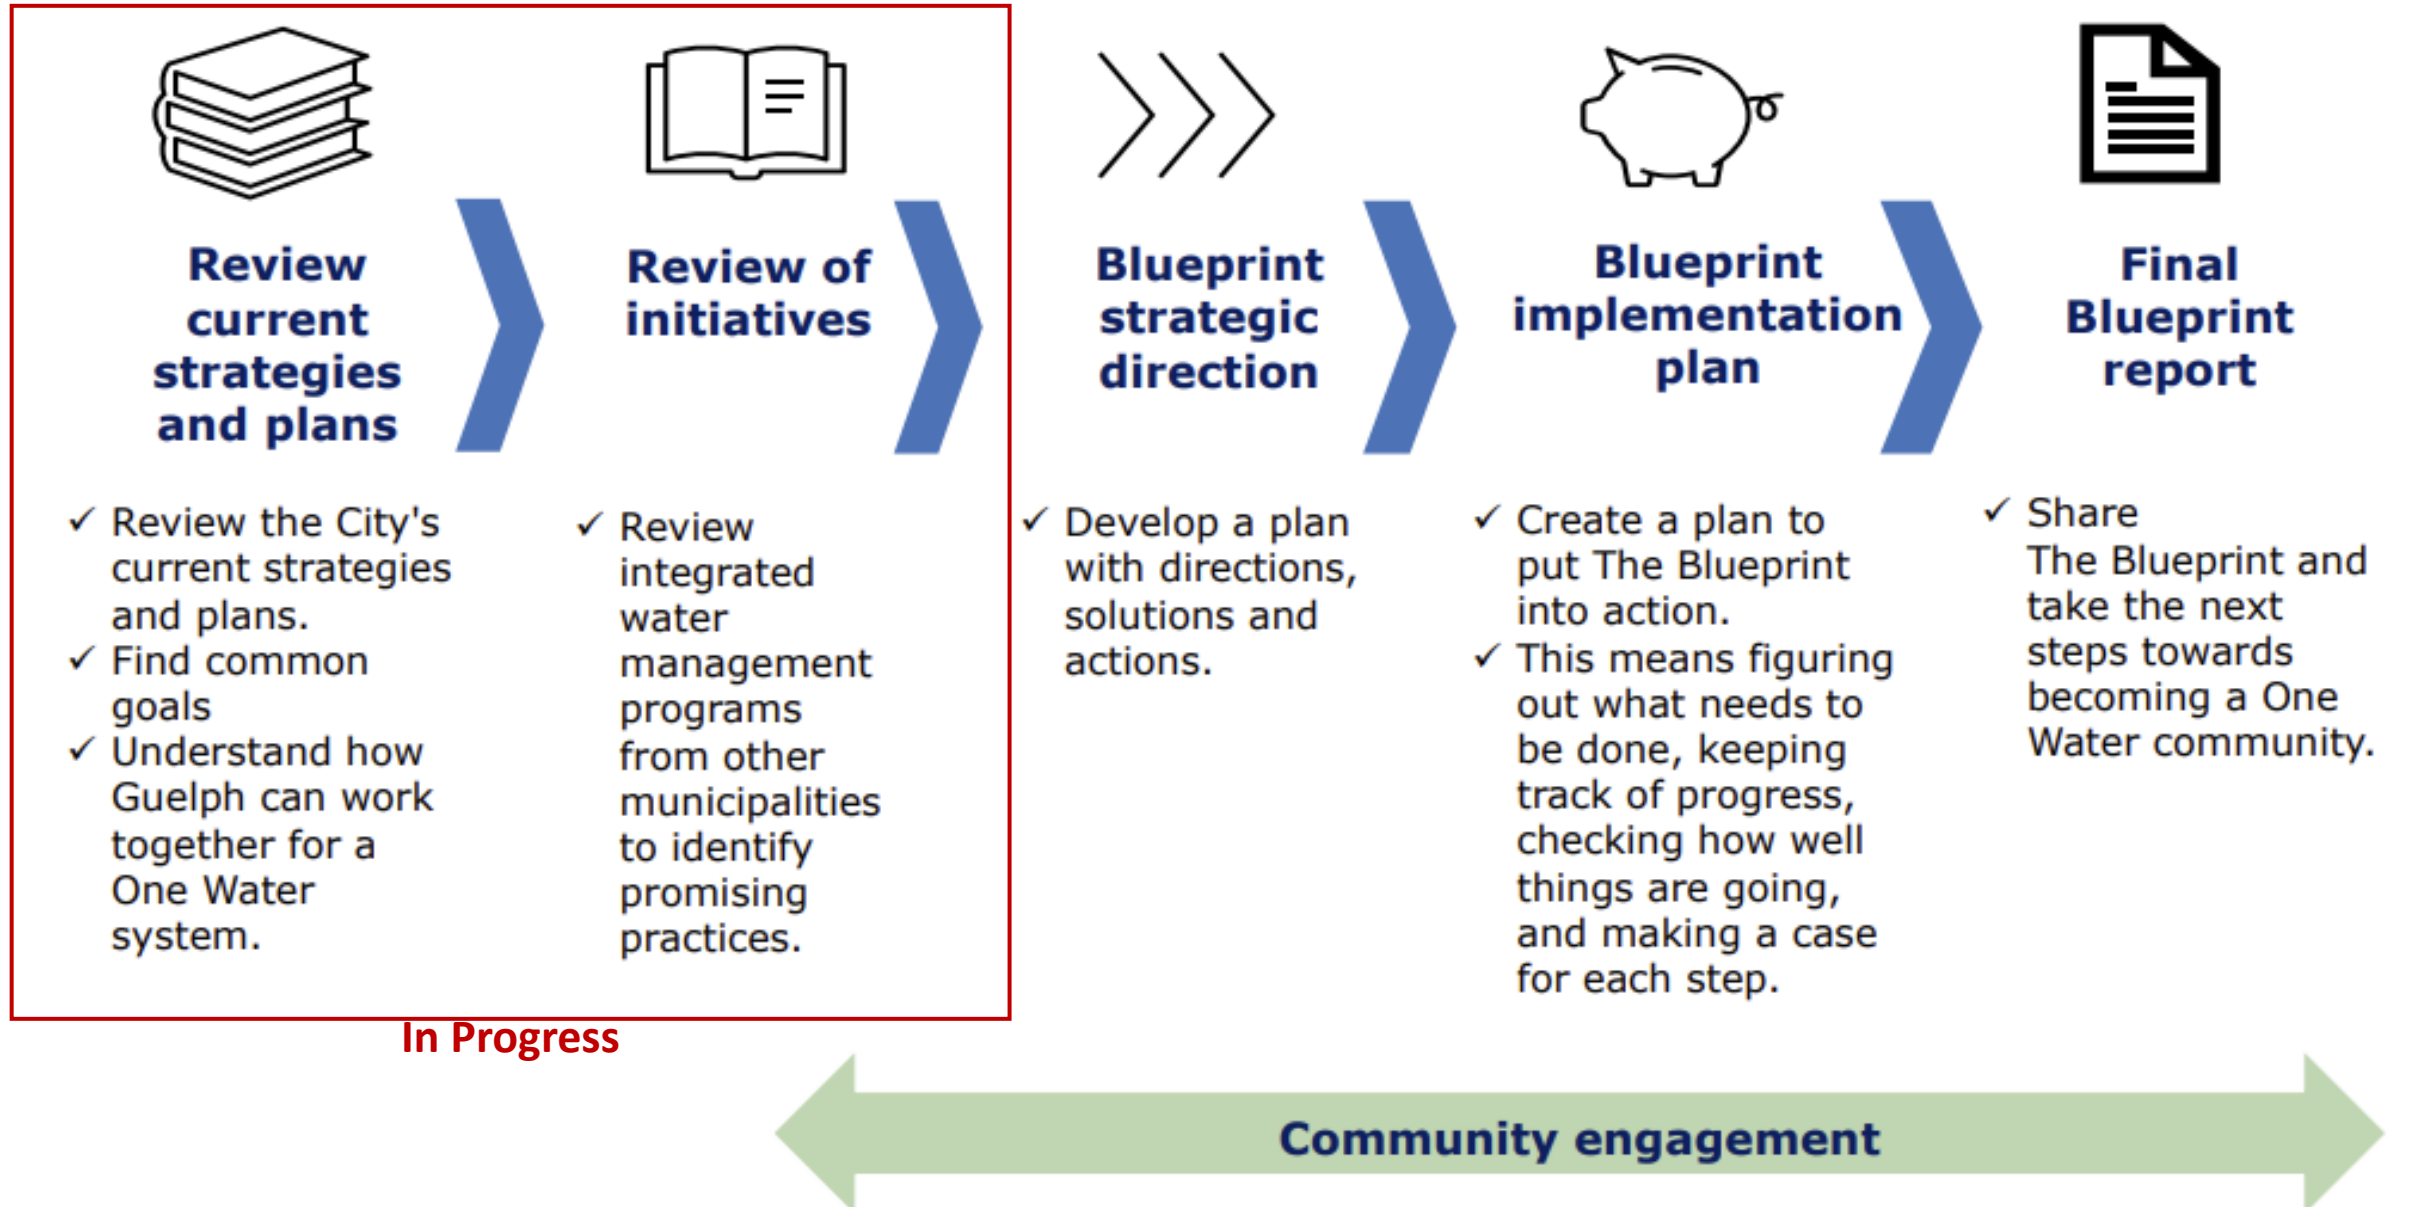 Review
current
strategies
and plans
Review of
initiatives
Blueprint
strategic
direction
Blueprint
implementation
plan
Final
Blueprint
report
✓ Review the City's
current strategies
and plans.
✓ Find common
goals
✓ Understand how
Guelph can work
together for a
One Water
system.
✓ Review
integrated
water
management
programs
from other
municipalities
to identify
promising
practices.
✓ Develop a plan
with directions,
solutions and
actions.
✓ Create a plan to
put The Blueprint
into action.
✓ This means figuring
out what needs to
be done, keeping
track of progress,
checking how well
things are going,
and making a case
for each step.
✓ Share
The Blueprint and
take the next
steps towards
becoming a One
Water community.
In Progress
Community engagement